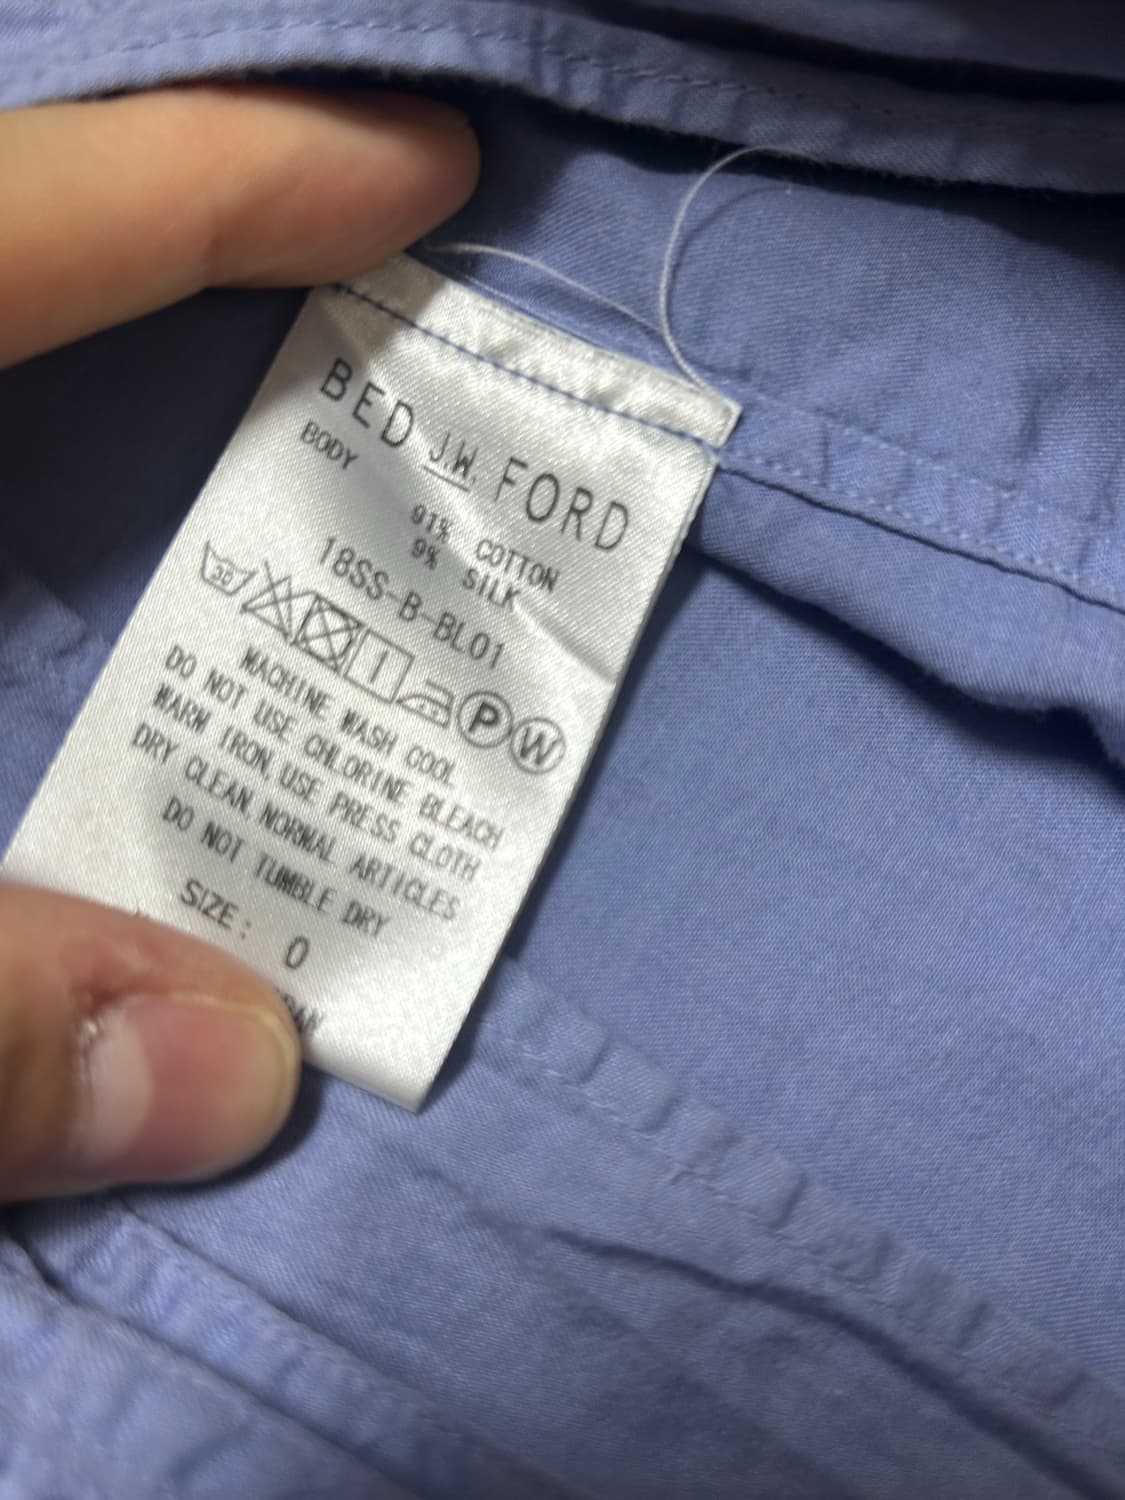 BED J.W. FORD
BODY
91% COTTON
9% SILK
18SS-B-BL01
30
P W
MACHINE WASH COOL
DO NOT USE CHLORINE BLEACH
WARM IRON, USE PRESS CLOTH
DRY CLEAN, NORMAL ARTICLES
DO NOT TUMBLE DRY
SIZE: 0